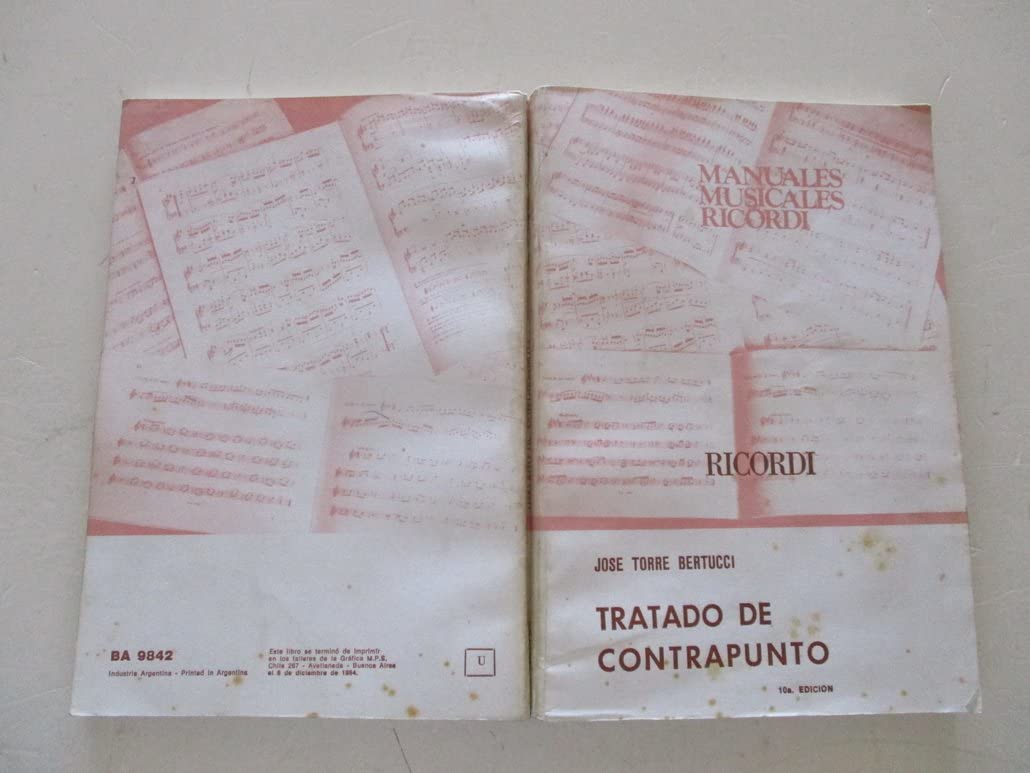 BA 9842
Industria Argentina - Printed in Argentina
Este libro se terminó de imprimir
en los talleres de la Gráfica M.P.S.
Chile 267 - Avellaneda - Buenos Aires
el 6 de diciembre de 1984.
U
MANUALES
MUSICALES
RICORDI
RICORDI
JOSE TORRE BERTUCCI
TRATADO DE
CONTRAPUNTO
10a. EDICION